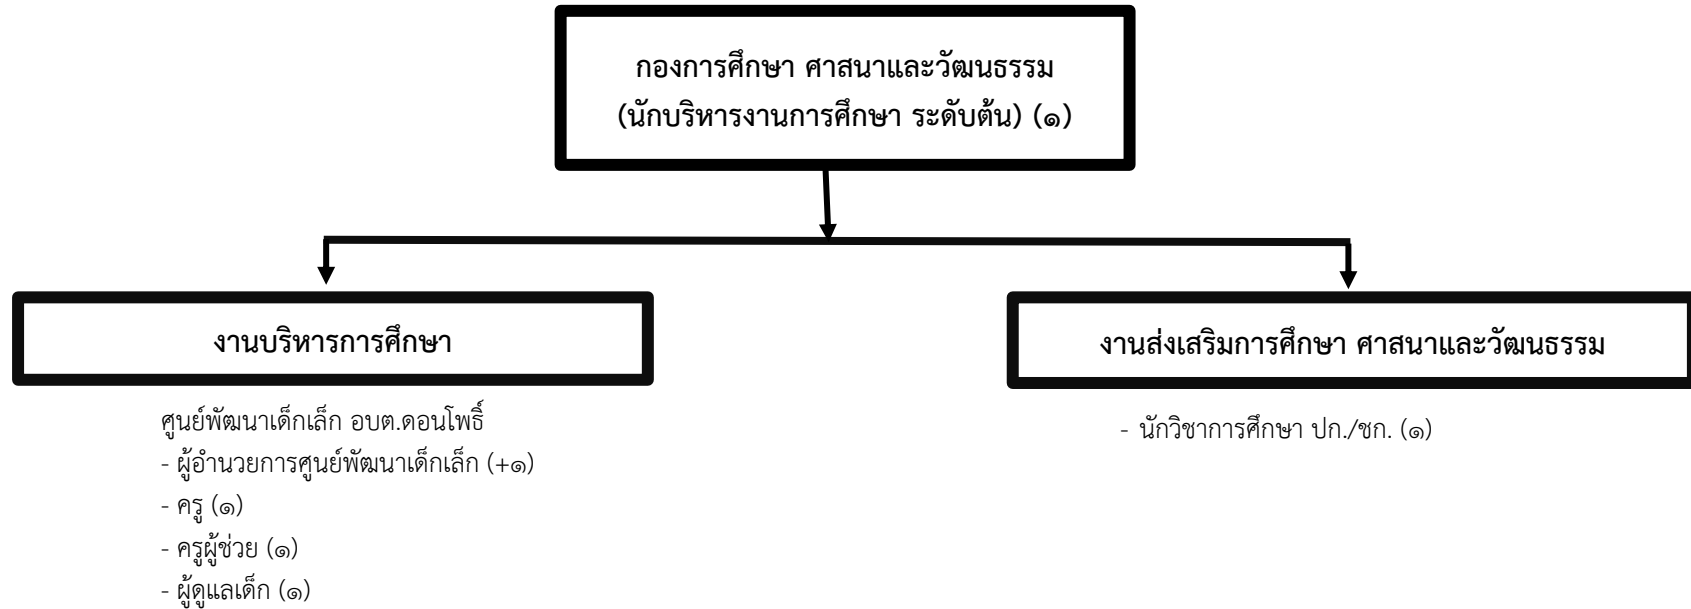 กองการศึกษา ศาสนาและวัฒนธรรม
(นักบริหารงานการศึกษา ระดับต้น) (๑)
งานบริหารการศึกษา
ศูนย์พัฒนาเด็กเล็ก อบต.ดอนโพธิ์
- ผู้อำนวยการศูนย์พัฒนาเด็กเล็ก (+๑)
- ครู (๑)
- ครูผู้ช่วย (๑)
- ผู้ดูแลเด็ก (๑)
งานส่งเสริมการศึกษา ศาสนาและวัฒนธรรม
- นักวิชาการศึกษา ปก./ชก. (๑)